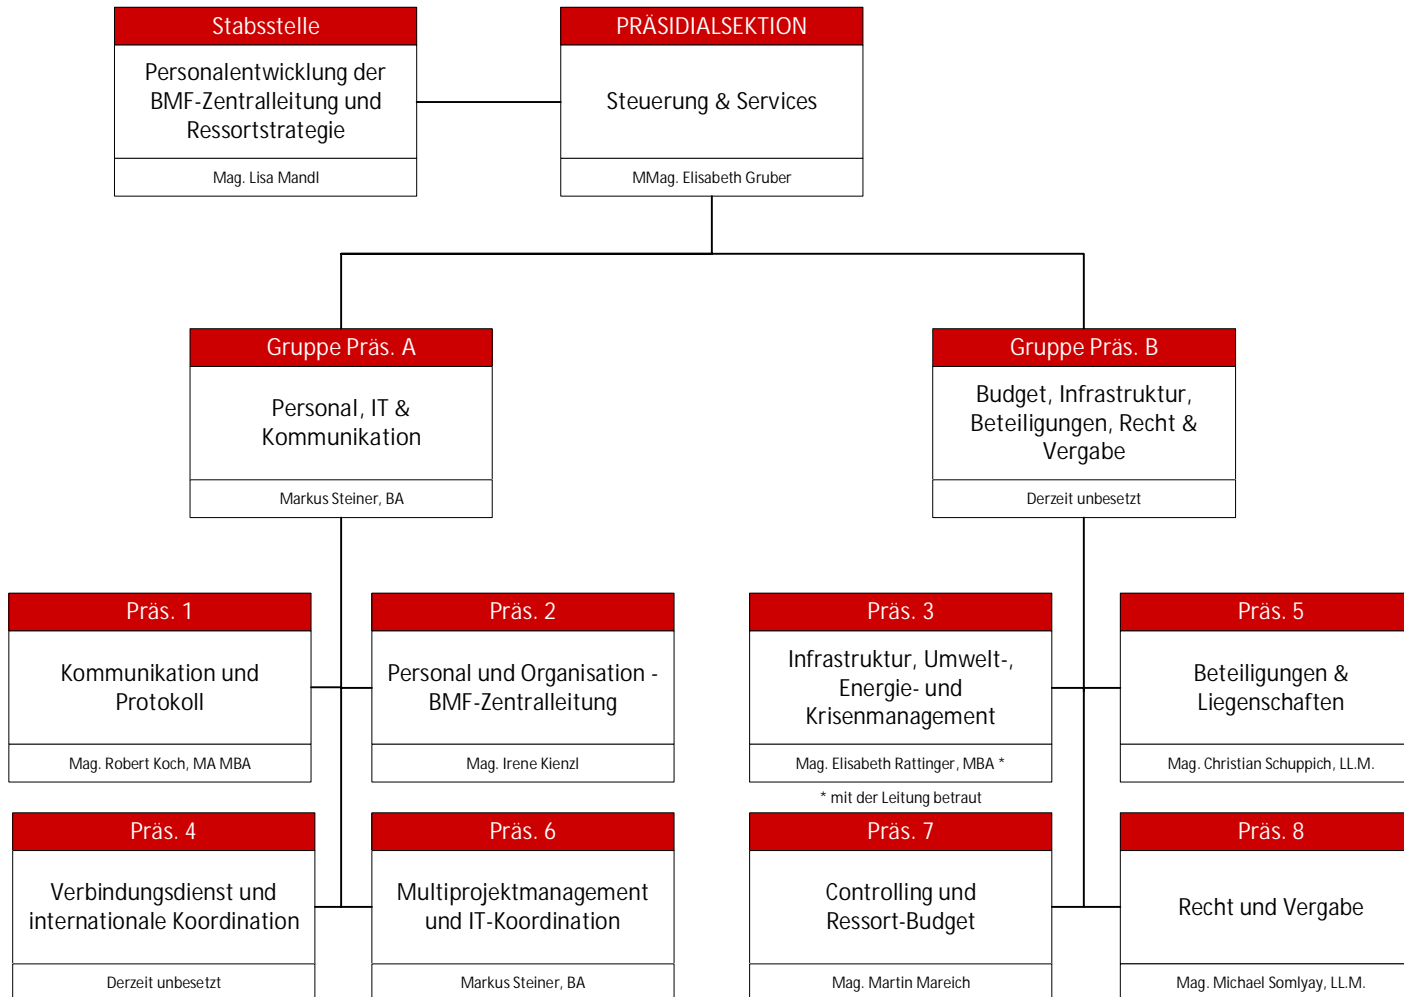 Stabsstelle
Personalentwicklung der
BMF-Zentralleitung und
Ressortstrategie
Mag. Lisa Mandl
PRÄSIDIALSEKTION
Steuerung & Services
MMag. Elisabeth Gruber
Gruppe Präs. A
Personal, IT &
Kommunikation
Markus Steiner, BA
Gruppe Präs. B
Budget, Infrastruktur,
Beteiligungen, Recht &
Vergabe
Derzeit unbesetzt
Präs. 1
Kommunikation und
Protokoll
Mag. Robert Koch, MA MBA
Präs. 2
Personal und Organisation -
BMF-Zentralleitung
Mag. Irene Kienzl
Präs. 3
Infrastruktur, Umwelt-,
Energie- und
Krisenmanagement
Mag. Elisabeth Rattinger, MBA *
* mit der Leitung betraut
Präs. 5
Beteiligungen &
Liegenschaften
Mag. Christian Schuppich, LL.M.
Präs. 4
Verbindungsdienst und
internationale Koordination
Derzeit unbesetzt
Präs. 6
Multiprojektmanagement
und IT-Koordination
Markus Steiner, BA
Präs. 7
Controlling und
Ressort-Budget
Mag. Martin Mareich
Präs. 8
Recht und Vergabe
Mag. Michael Somlyay, LL.M.